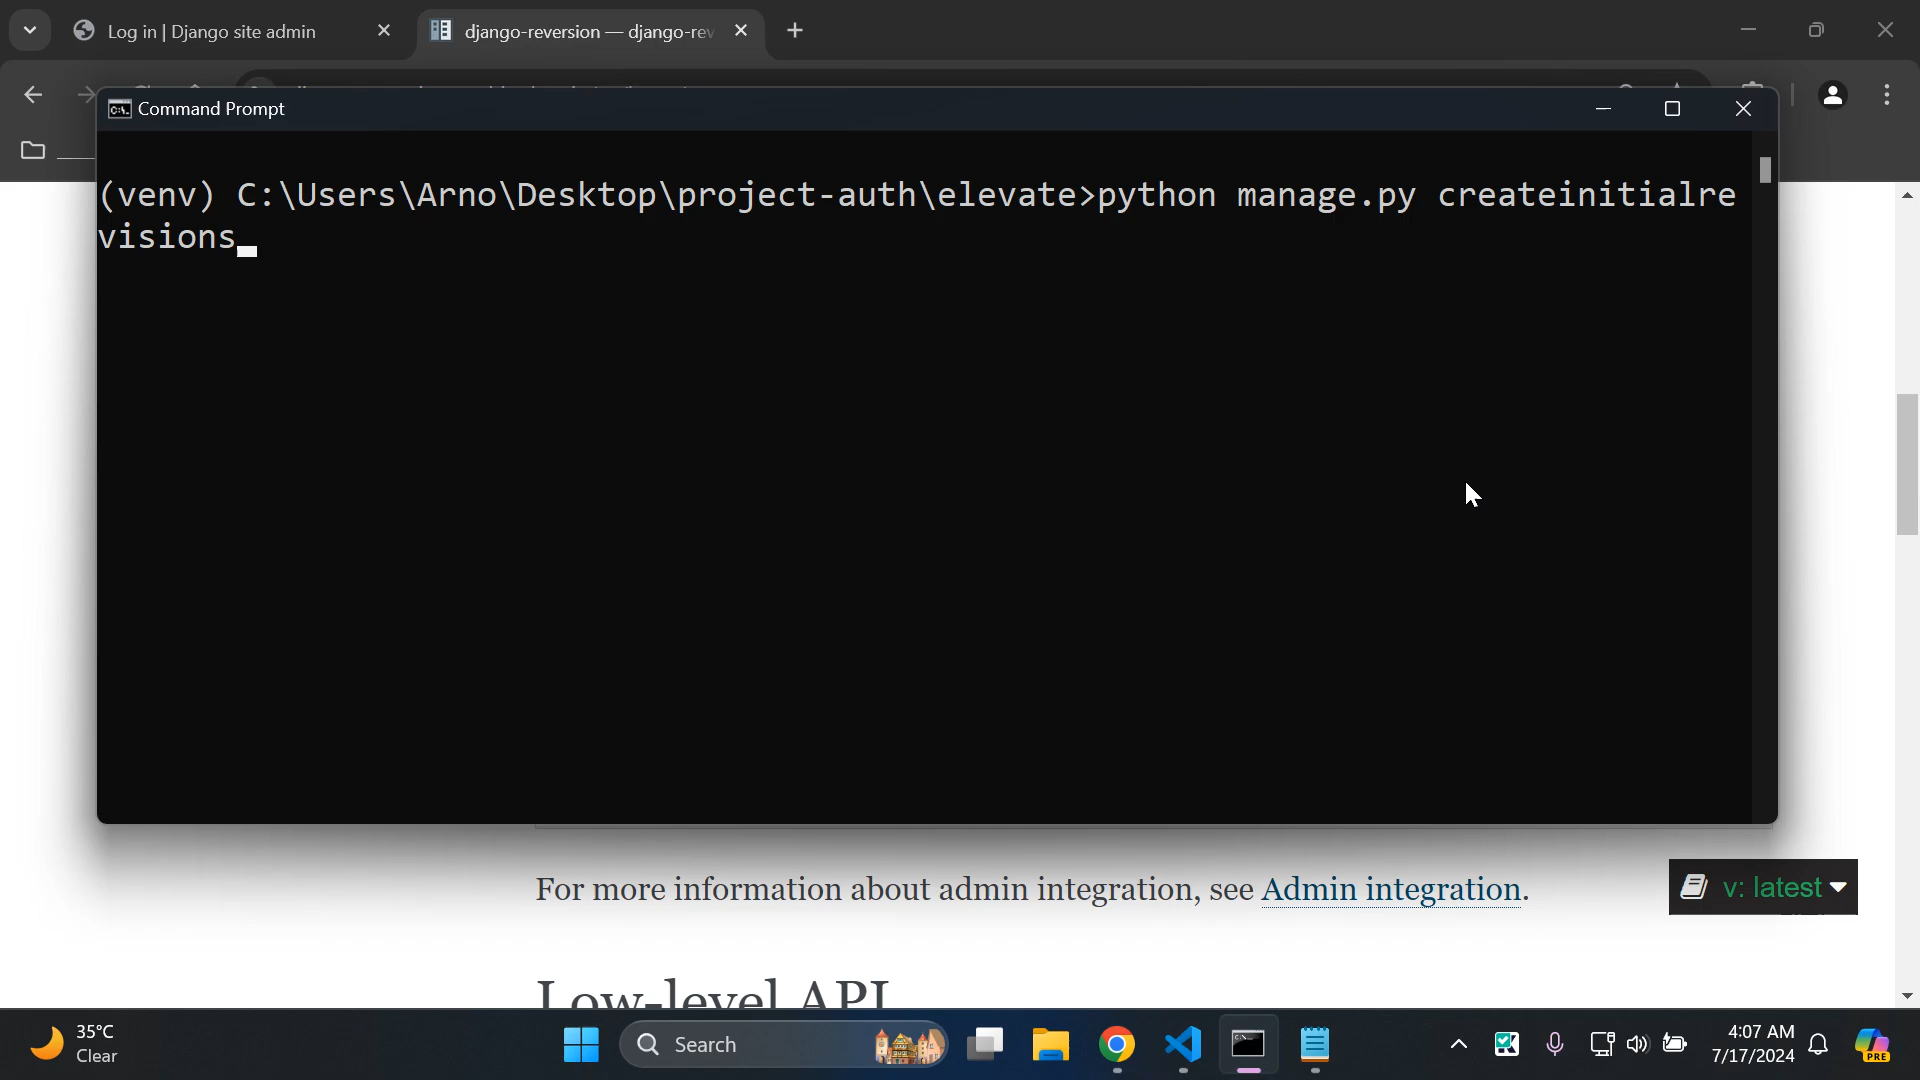 Log in | Django site admin
django-reversion — django-rev
Command Prompt
(venv) C:\Users\Arno\Desktop\project-auth\elevate>python manage.py createinitialre
visions_
For more information about admin integration, see Admin integration.
v: latest
Low-level API
35°C
Clear
Search
4:07 AM
7/17/2024
PRE